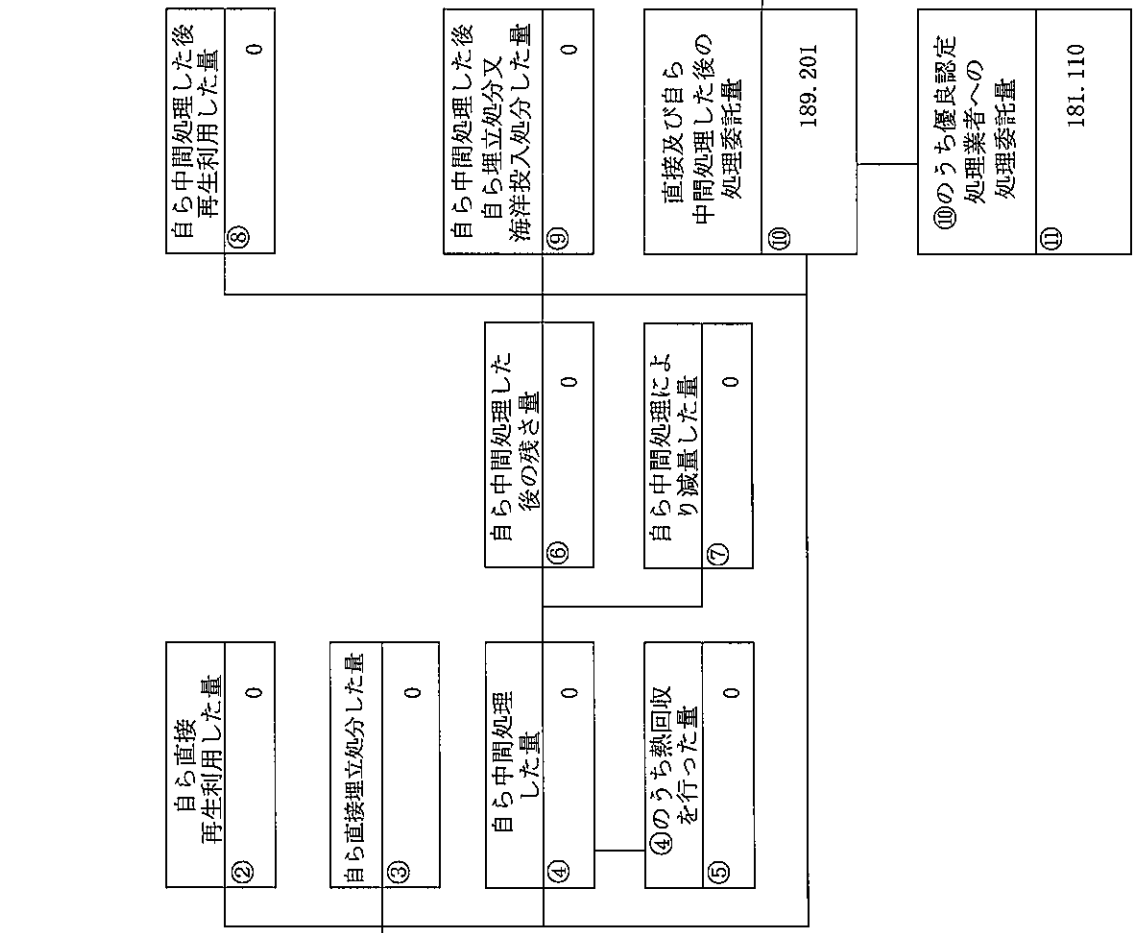 自ら直接
再生利用した量
②
0
自ら直接埋立処分した量
③
0
自ら中間処理
した量
④
0
④のうち熱回収
を行った量
⑤
0
自ら中間処理した
後の残さ量
⑥
0
自ら中間処理によ
り減量した量
⑦
0
自ら中間処理した後
再生利用した量
⑧
0
自ら中間処理した後
自ら埋立処分又
海洋投入処分した量
⑨
0
直接及び自ら
中間処理した後の
処理委託量
⑩
189.201
⑩のうち優良認定
処理業者への
処理委託量
⑪
181.110